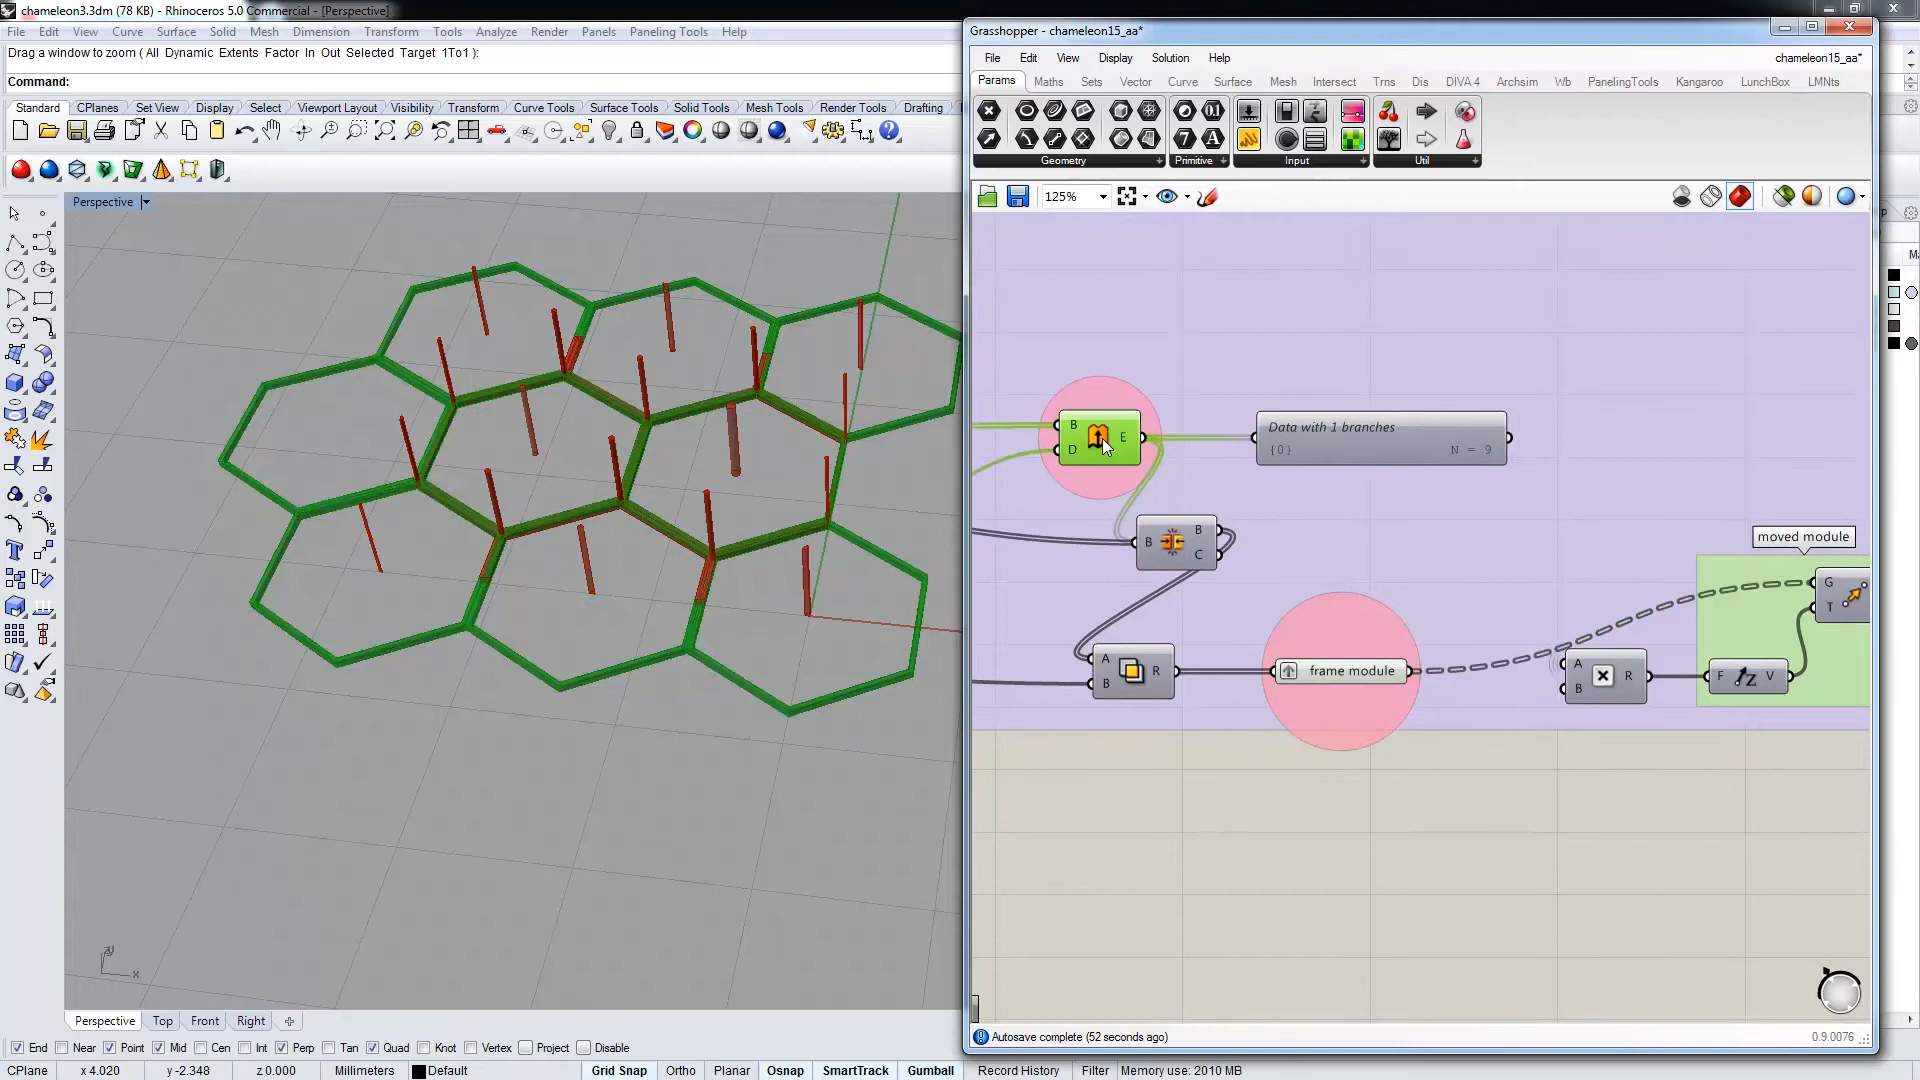 chameleon3.3dm (78 KB) - Rhinoceros 5.0 Commercial - [Perspective]
File Edit View Curve Surface Solid Mesh Dimension Transform Tools Analyze Render Panels Paneling Tools Help
Drag a window to zoom ( All Dynamic Extents Factor In Out Selected Target 1To1 ):
Command:
Standard CPlanes Set View Display Select Viewport Layout Visibility Transform Curve Tools Surface Tools Solid Tools Mesh Tools Render Tools Drafting
Perspective
x
Perspective Top Front Right
End Near Point Mid Cen Int Perp Tan Quad Knot Vertex Project Disable
CPlane x 4.020 y -2.348 z 0.000 Millimeters Default Grid Snap Ortho Planar Osnap SmartTrack Gumball Record History Filter Memory use: 2010 MB
Grasshopper - chameleon15_aa*
File Edit View Display Solution Help chameleon15_aa*
Params Maths Sets Vector Curve Surface Mesh Intersect Trns Dis DIVA 4 Archsim Wb PanelingTools Kangaroo LunchBox LMNts
Geometry Primitive Input Util
125%
B
D
E
Data with 1 branches
{0} N = 9
B
B
C
moved module
G
T
A
B
R
frame module
A
B
R
F
V
Autosave complete (52 seconds ago)
0.9.0076